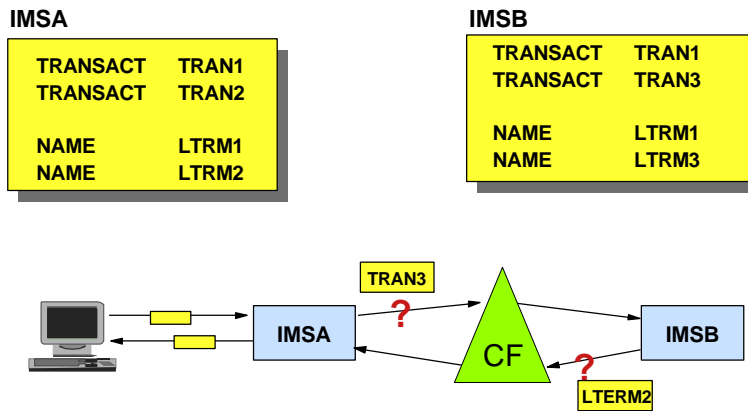 IMSA
TRANSACT TRAN1
TRANSACT TRAN2
NAME LTRM1
NAME LTRM2
IMSB
TRANSACT TRAN1
TRANSACT TRAN3
NAME LTRM1
NAME LTRM3
TRAN3
?
IMSA
CF
IMSB
?
LTERM2